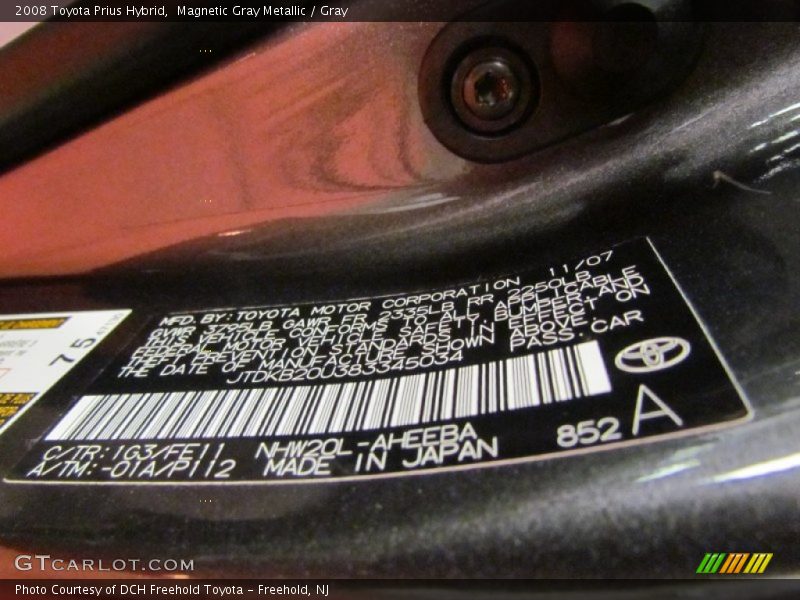 2008 Toyota Prius Hybrid,  Magnetic Gray Metallic / Gray
MFD. BY: TOYOTA MOTOR CORPORATION 11/07
GVWR 3795LB GAWR FR 2335LB RR 2250LB
THIS VEHICLE CONFORMS TO ALL APPLICABLE
FEDERAL MOTOR VEHICLE SAFETY, BUMPER, AND
THEFT PREVENTION STANDARDS IN EFFECT ON
THE DATE OF MANUFACTURE SHOWN ABOVE.
JTDKB20U383345034 PASS. CAR
C/TR: 1G3/FE11 NHW20L-AHEEBA
A/TM: -01A/P112 MADE IN JAPAN
852 A
75
GTCARLOT.COM
Photo Courtesy of DCH Freehold Toyota - Freehold, NJ